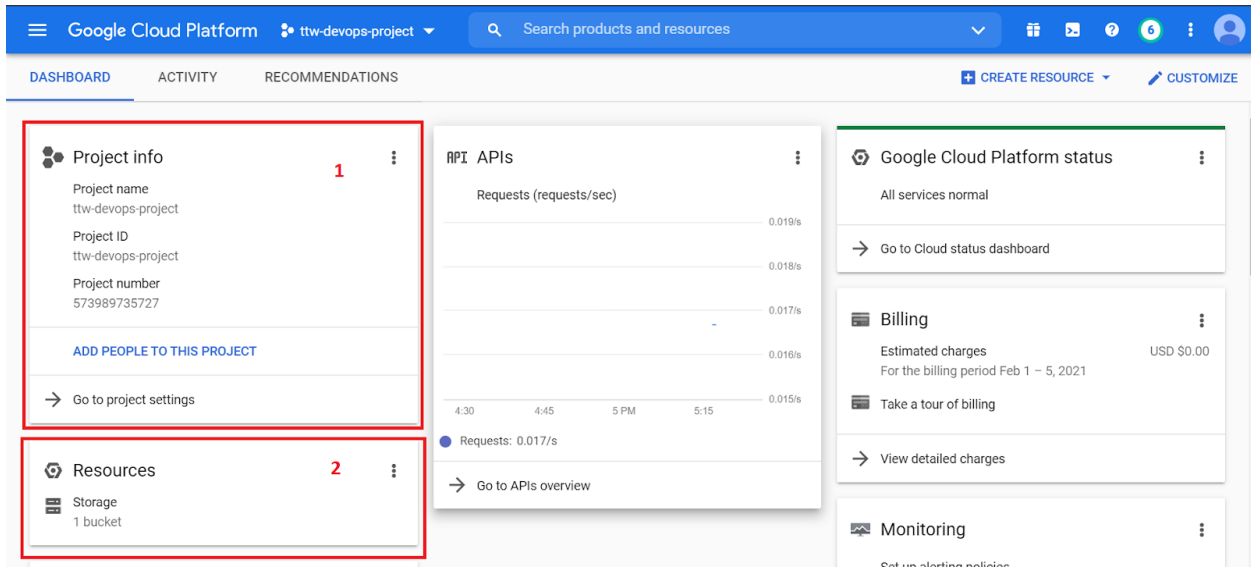 Google Cloud Platform
ttw-devops-project
Search products and resources
6
DASHBOARD
ACTIVITY
RECOMMENDATIONS
CREATE RESOURCE
CUSTOMIZE
Project info
1
Project name
ttw-devops-project
Project ID
ttw-devops-project
Project number
573989735727
ADD PEOPLE TO THIS PROJECT
Go to project settings
Resources
2
Storage
1 bucket
API APIs
Requests (requests/sec)
0.019/s
0.018/s
0.017/s
0.016/s
0.015/s
4:30 4:45 5 PM 5:15
Requests: 0.017/s
Go to APIs overview
Google Cloud Platform status
All services normal
Go to Cloud status dashboard
Billing
Estimated charges USD $0.00
For the billing period Feb 1 – 5, 2021
Take a tour of billing
View detailed charges
Monitoring
Set up alerting policies